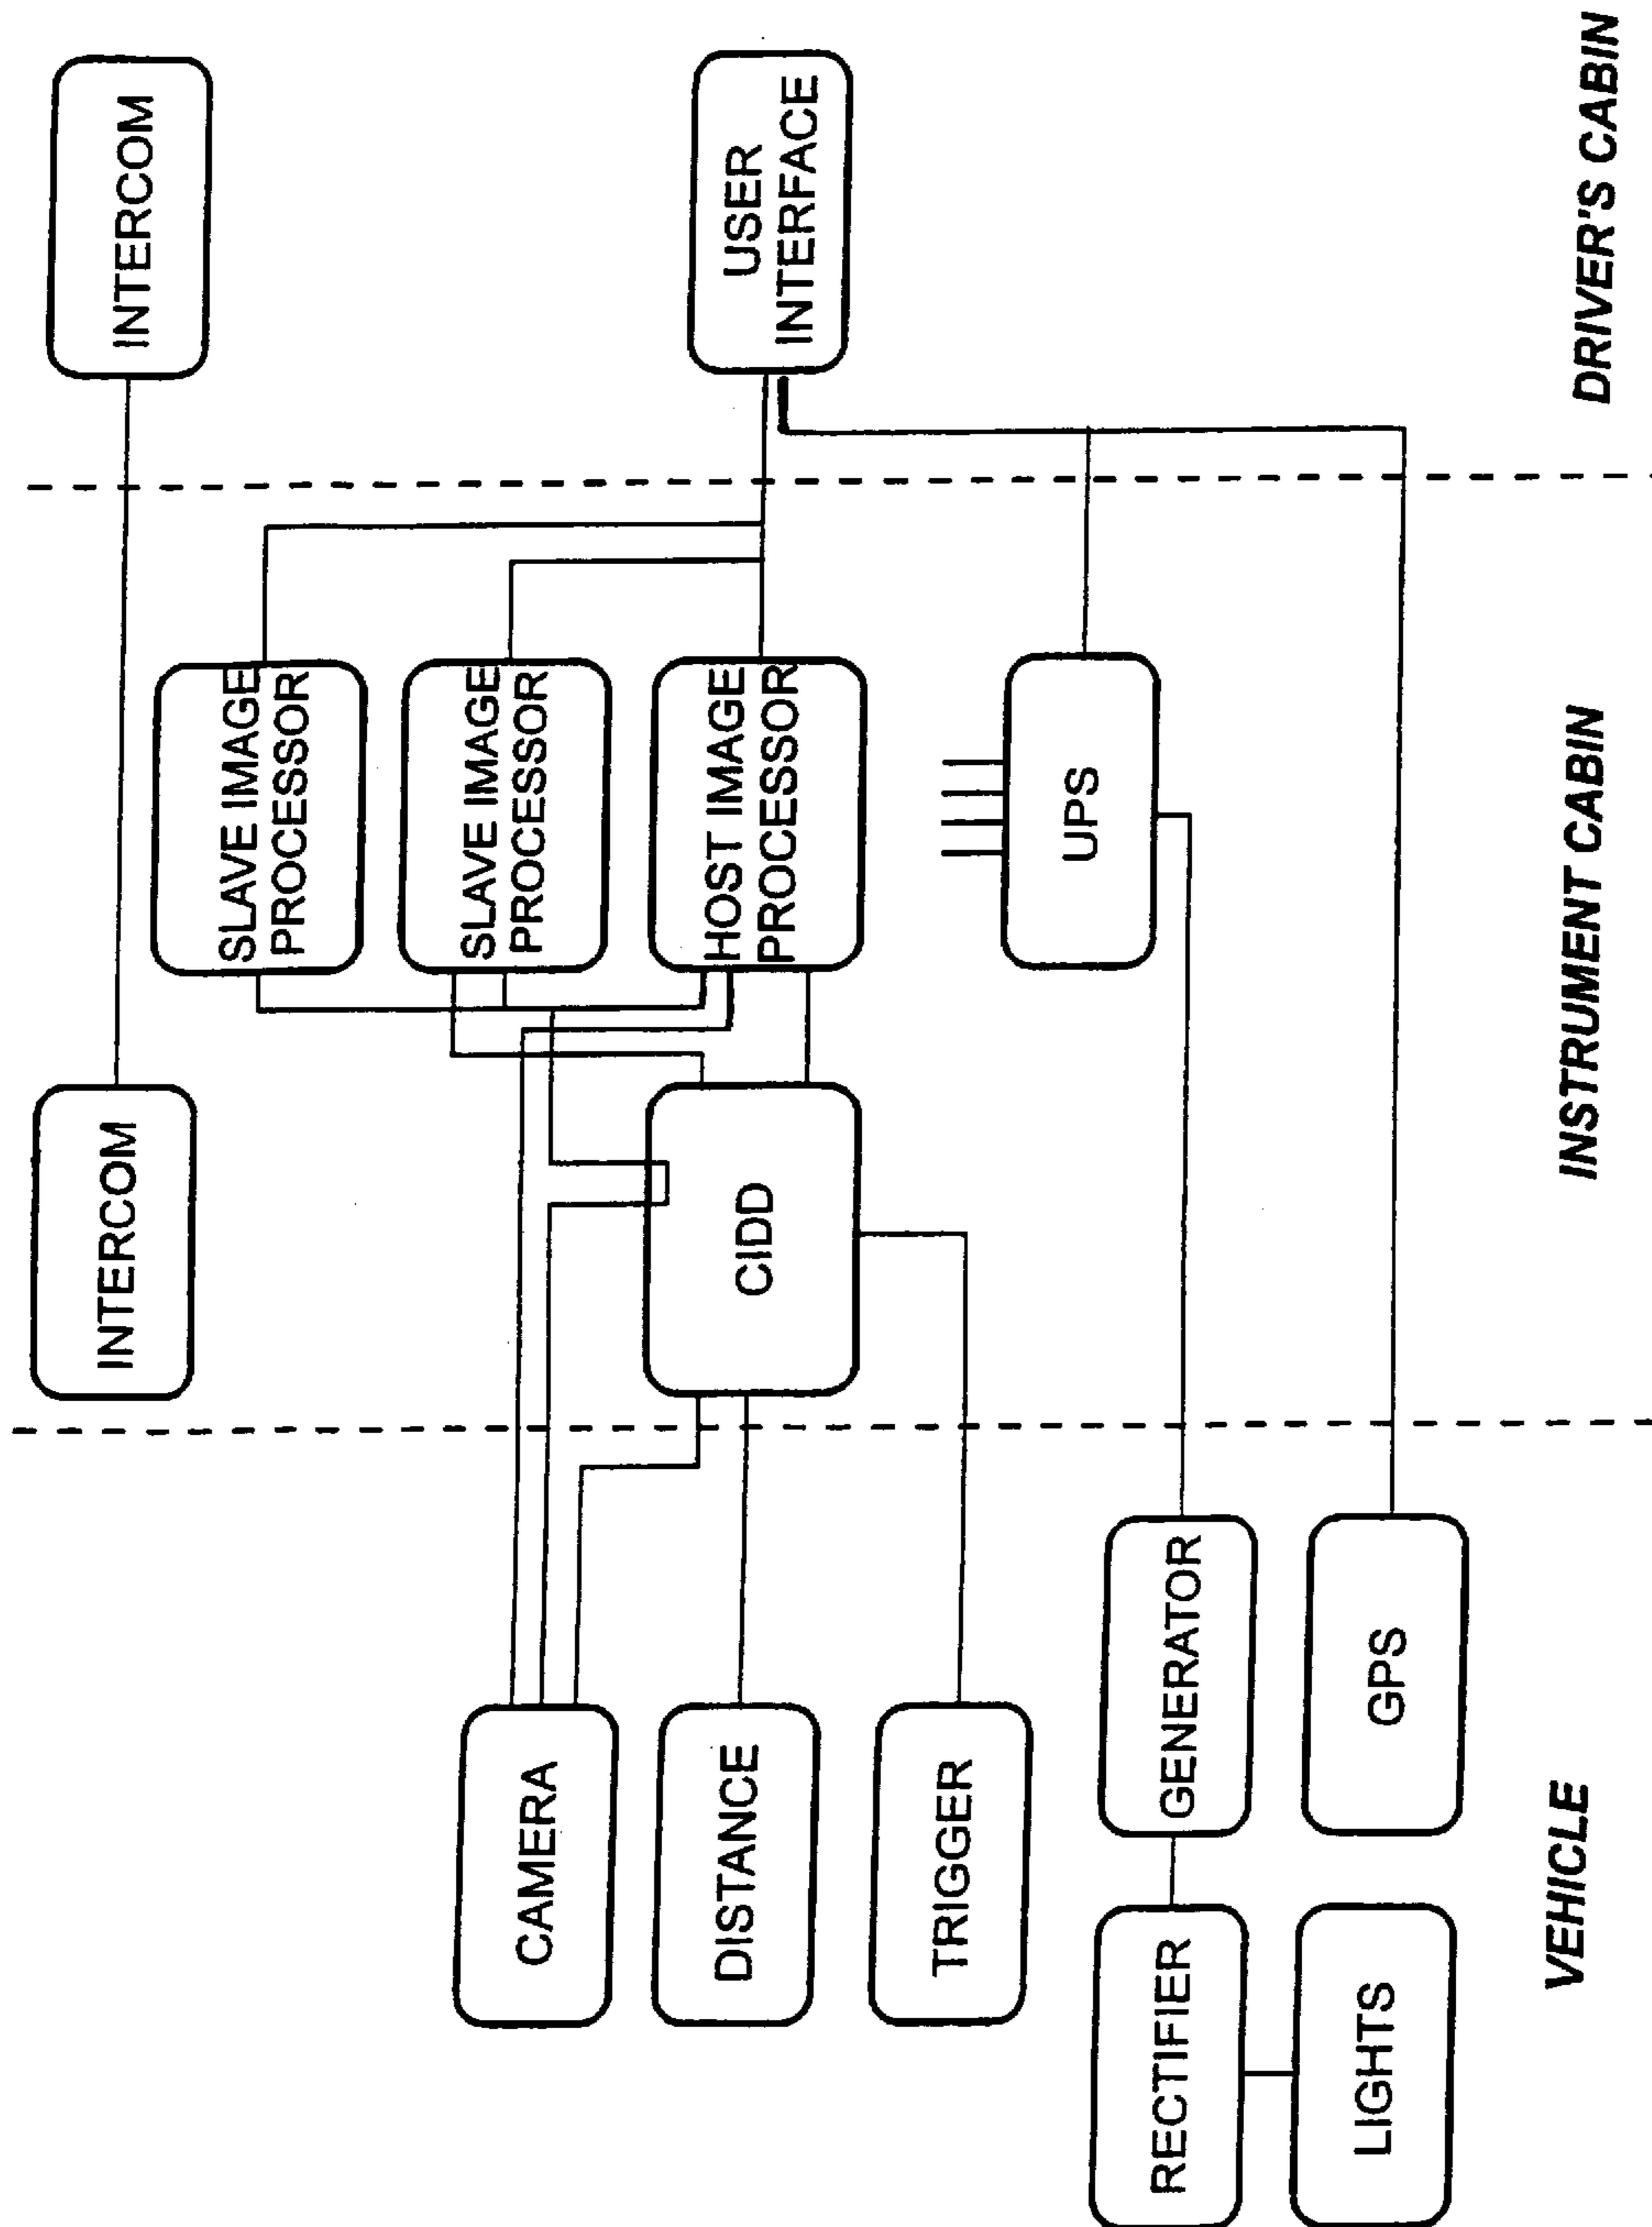 INTERCOM
USER
INTERFACE
DRIVER'S CABIN
SLAVE IMAGE
PROCESSOR
SLAVE IMAGE
PROCESSOR
HOST IMAGE
PROCESSOR
UPS
INTERCOM
CIDD
INSTRUMENT CABIN
CAMERA
DISTANCE
TRIGGER
GENERATOR
GPS
RECTIFIER
LIGHTS
VEHICLE